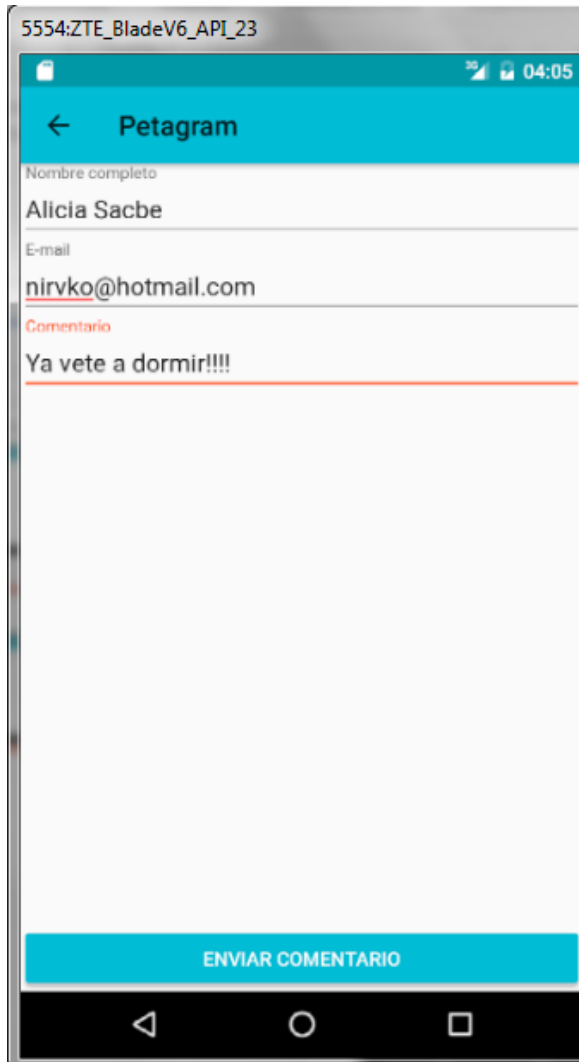 5554:ZTE_BladeV6_API_23
3G 04:05
Petagram
Nombre completo
Alicia Sacbe
E-mail
nirvko@hotmail.com
Comentario
Ya vete a dormir!!!!
ENVIAR COMENTARIO